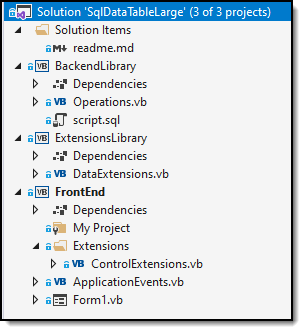 Solution 'SqlDataTableLarge' (3 of 3 projects)
Solution Items
M↓ readme.md
VB BackendLibrary
Dependencies
VB Operations.vb
script.sql
VB ExtensionsLibrary
Dependencies
VB DataExtensions.vb
VB FrontEnd
Dependencies
My Project
Extensions
VB ControlExtensions.vb
VB ApplicationEvents.vb
Form1.vb